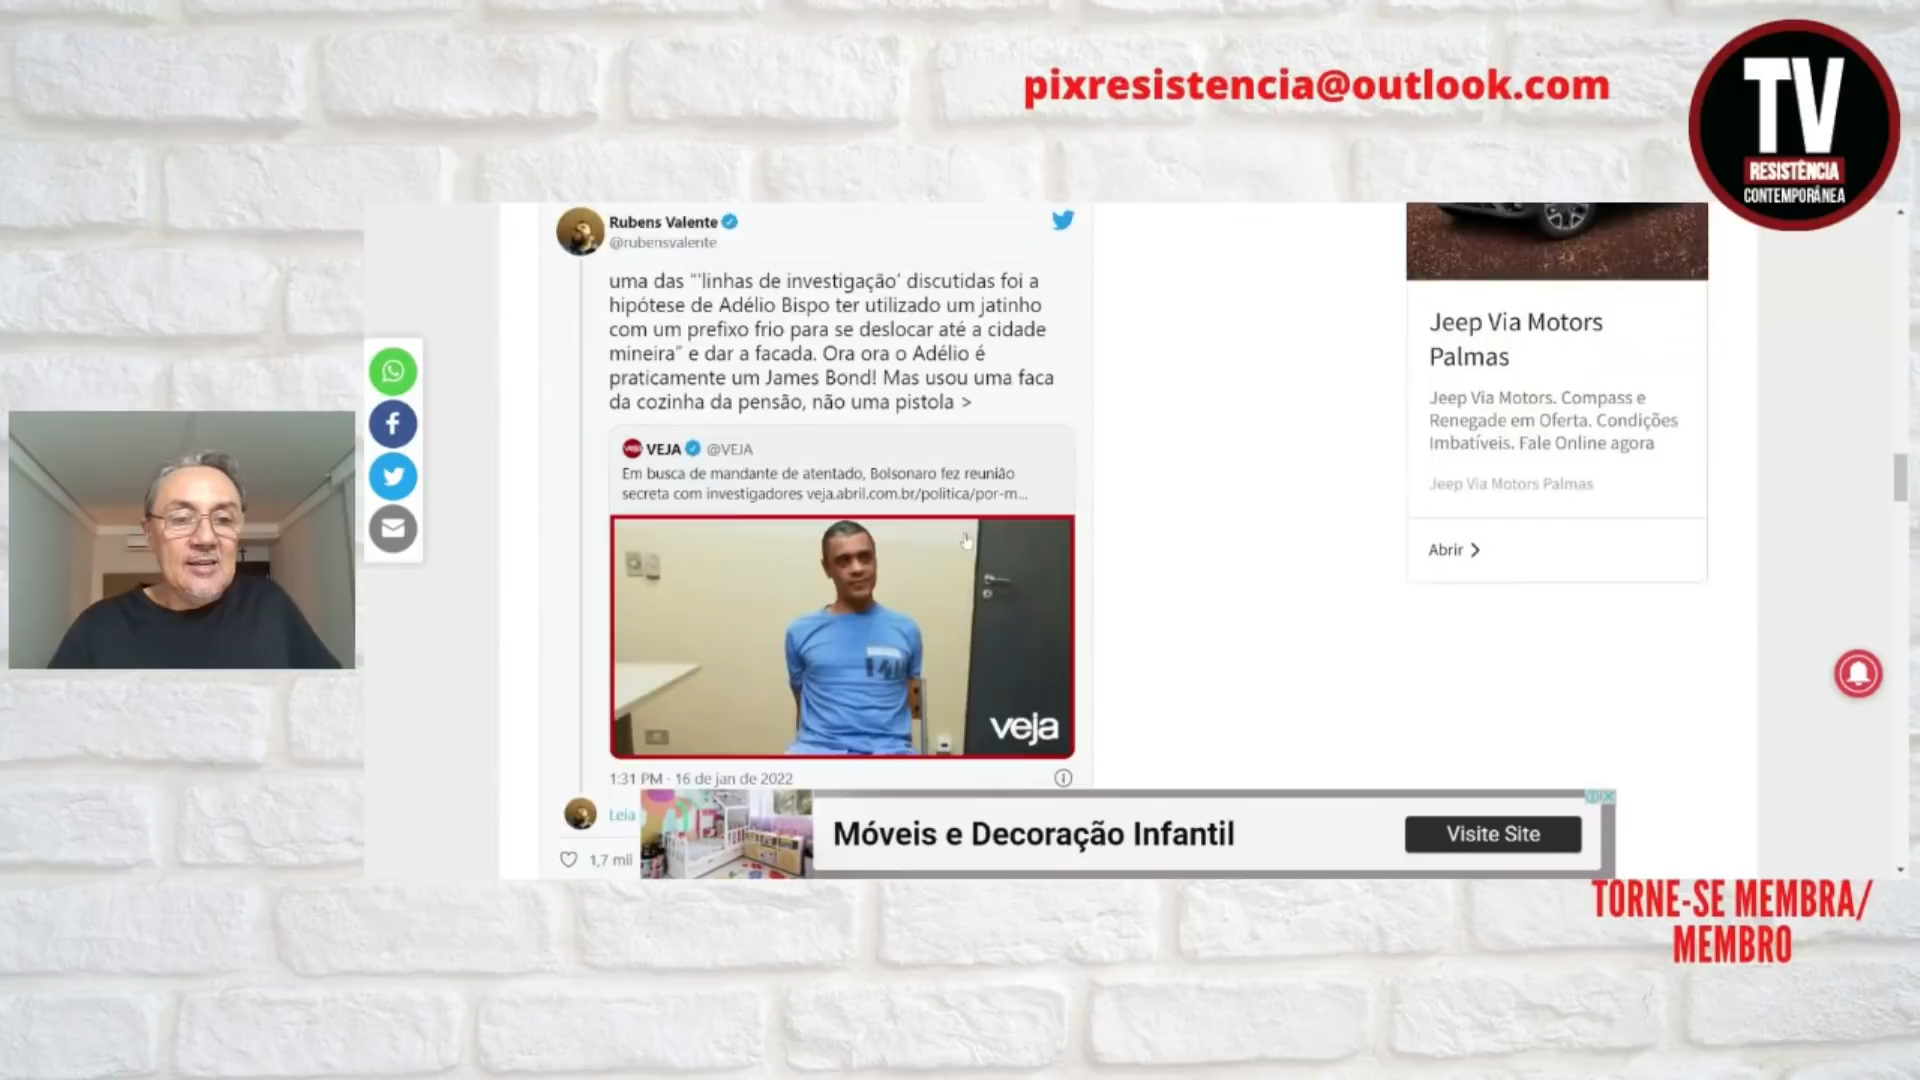 pixresistencia@outlook.com
TV
RESISTÊNCIA
CONTEMPORÂNEA
Rubens Valente
@rubensvalente
uma das “‘linhas de investigação’ discutidas foi a
hipótese de Adélio Bispo ter utilizado um jatinho
com um prefixo frio para se deslocar até a cidade
mineira” e dar a facada. Ora ora o Adélio é
praticamente um James Bond! Mas usou uma faca
da cozinha da pensão, não uma pistola >
VEJA @VEJA
Em busca de mandante de atentado, Bolsonaro fez reunião
secreta com investigadores veja.abril.com.br/politica/por-m...
veja
1:31 PM · 16 de jan de 2022
Leia
1,7 mil
Jeep Via Motors
Palmas
Jeep Via Motors. Compass e
Renegade em Oferta. Condições
Imbatíveis. Fale Online agora
Jeep Via Motors Palmas
Abrir
Móveis e Decoração Infantil
Visite Site
TORNE-SE MEMBRA/
MEMBRO